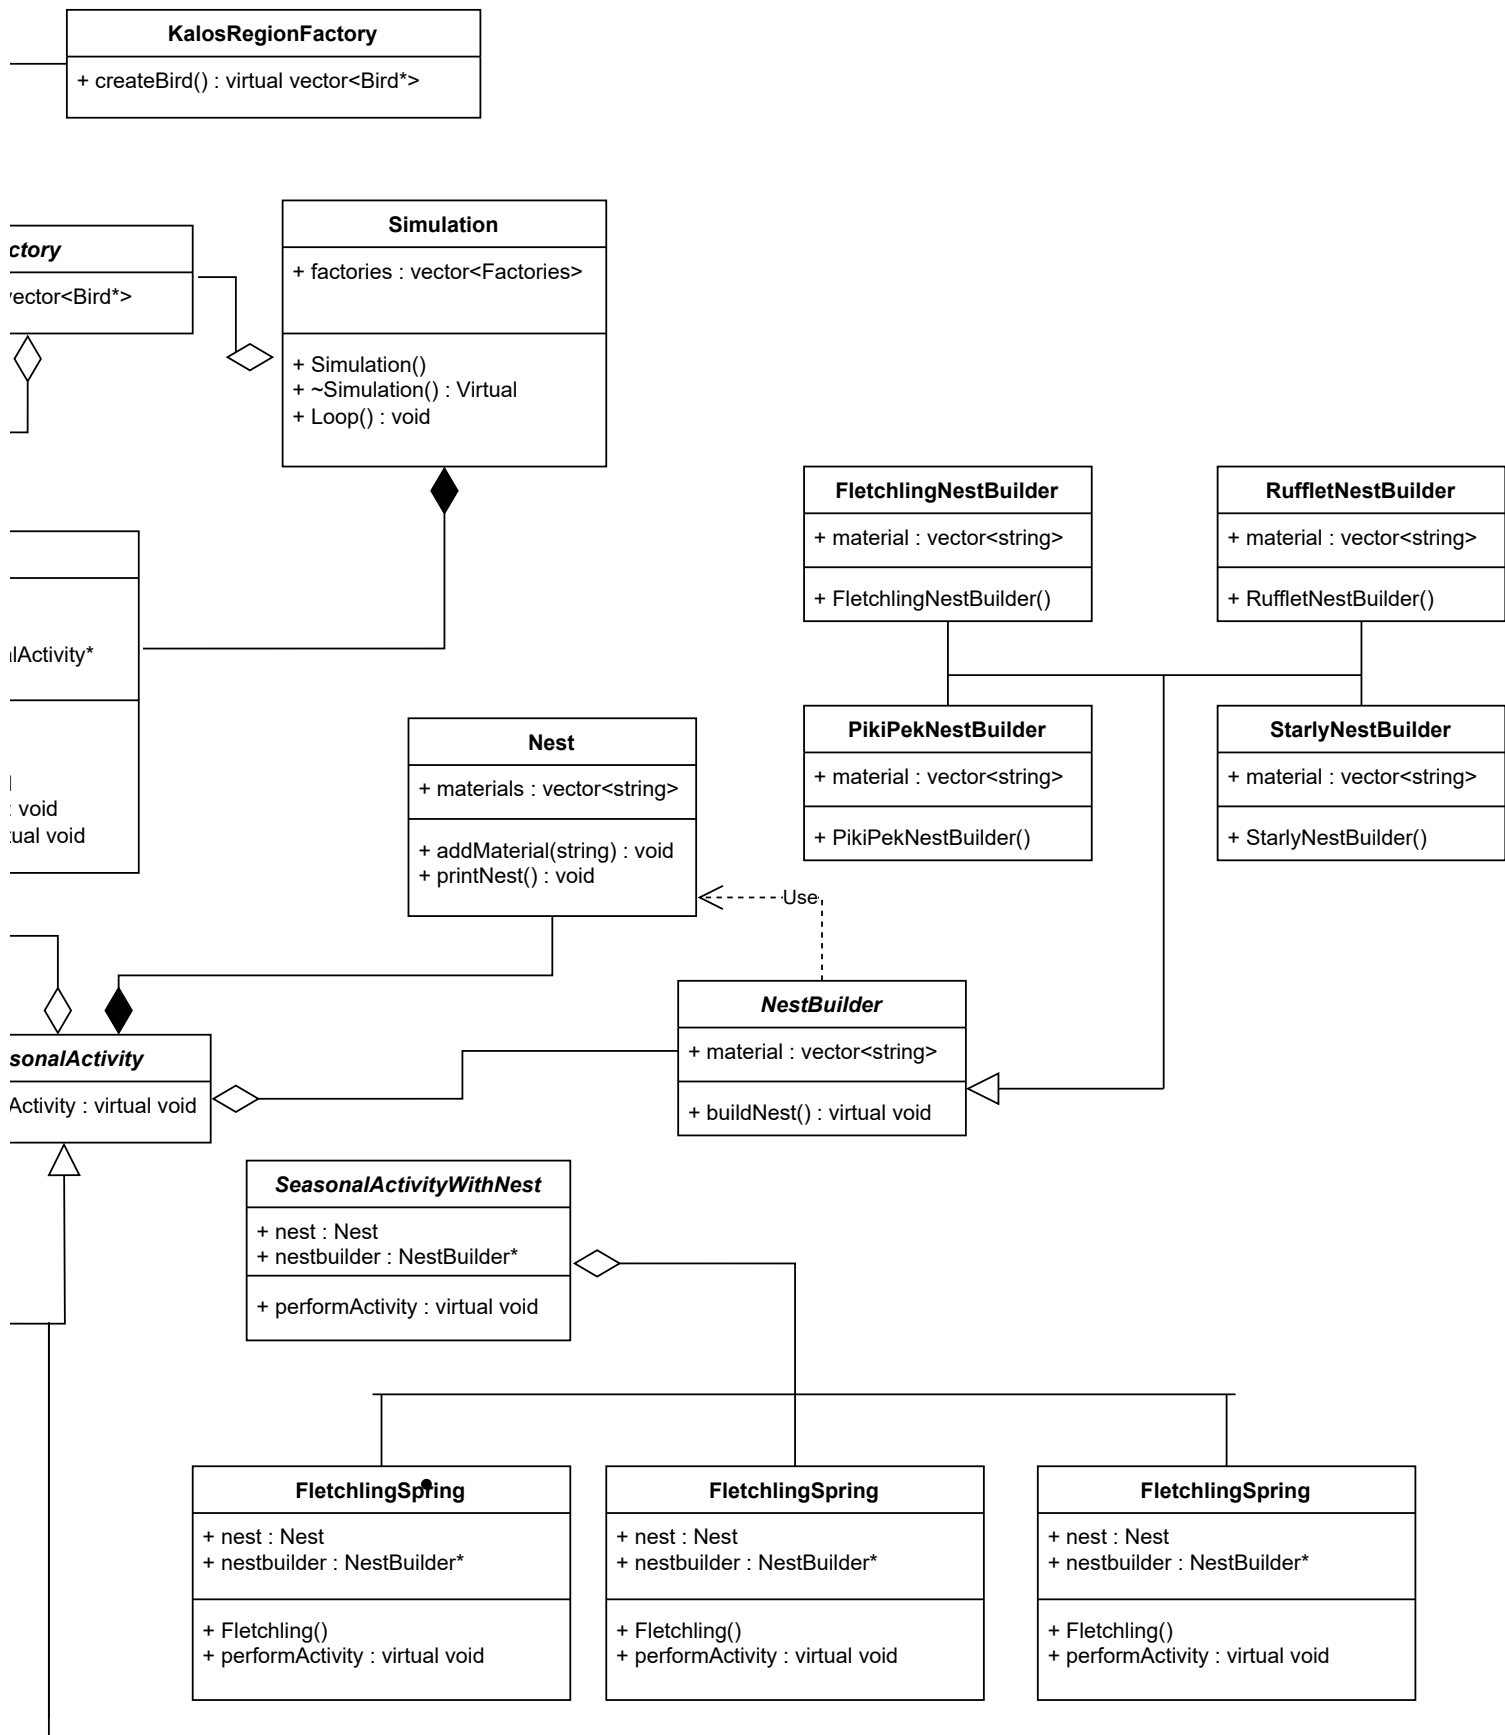 KalosRegionFactory
+ createBird() : virtual vector<Bird*>
Simulation
+ factories : vector<Factories>
+ Simulation()
+ ~Simulation() : Virtual
+ Loop() : void
ctory
vector<Bird*>
lActivity*
: void
tual void
FletchlingNestBuilder
+ material : vector<string>
+ FletchlingNestBuilder()
RuffletNestBuilder
+ material : vector<string>
+ RuffletNestBuilder()
PikiPekNestBuilder
+ material : vector<string>
+ PikiPekNestBuilder()
StarlyNestBuilder
+ material : vector<string>
+ StarlyNestBuilder()
Nest
+ materials : vector<string>
+ addMaterial(string) : void
+ printNest() : void
Use
NestBuilder
+ material : vector<string>
+ buildNest() : virtual void
sonalActivity
Activity : virtual void
SeasonalActivityWithNest
+ nest : Nest
+ nestbuilder : NestBuilder*
+ performActivity : virtual void
FletchlingSpring
+ nest : Nest
+ nestbuilder : NestBuilder*
+ Fletchling()
+ performActivity : virtual void
FletchlingSpring
+ nest : Nest
+ nestbuilder : NestBuilder*
+ Fletchling()
+ performActivity : virtual void
FletchlingSpring
+ nest : Nest
+ nestbuilder : NestBuilder*
+ Fletchling()
+ performActivity : virtual void